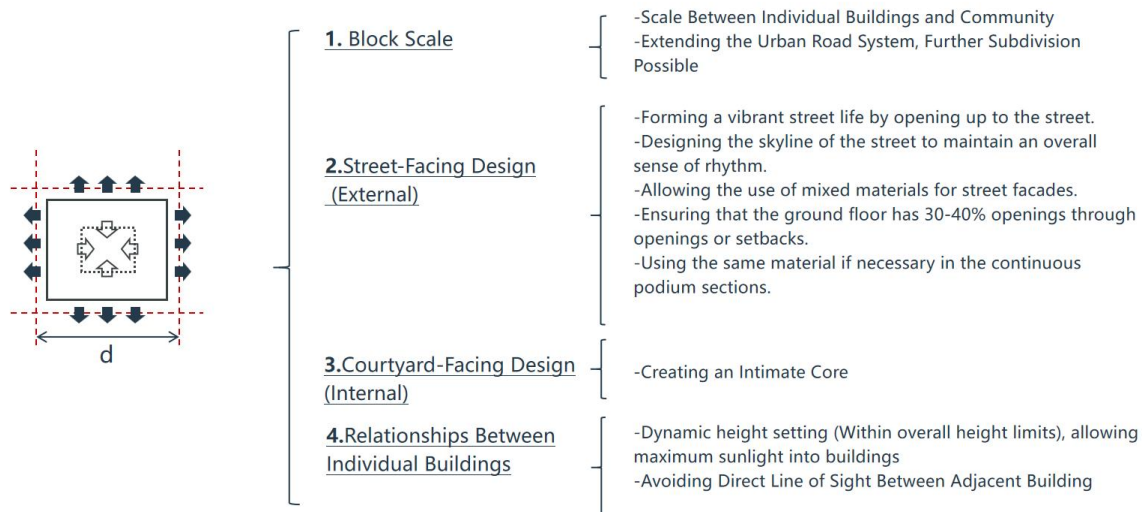 1. Block Scale
-Scale Between Individual Buildings and Community
-Extending the Urban Road System, Further Subdivision
Possible
2.Street-Facing Design
(External)
-Forming a vibrant street life by opening up to the street.
-Designing the skyline of the street to maintain an overall
sense of rhythm.
-Allowing the use of mixed materials for street facades.
-Ensuring that the ground floor has 30-40% openings through
openings or setbacks.
-Using the same material if necessary in the continuous
podium sections.
d
3.Courtyard-Facing Design
(Internal)
-Creating an Intimate Core
4.Relationships Between
Individual Buildings
-Dynamic height setting (Within overall height limits), allowing
maximum sunlight into buildings
-Avoiding Direct Line of Sight Between Adjacent Building